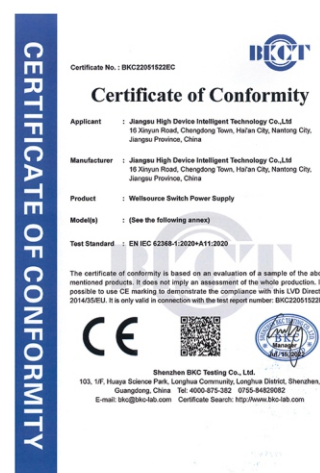 CERTIFICATE OF CONFORMITY
BKCT
Certificate No. : BKC22051522EC
Certificate of Conformity
Applicant : Jiangsu High Device Intelligent Technology Co.,Ltd
16 Xinyun Road, Chengdong Town, Hai'an City, Nantong City,
Jiangsu Province, China
Manufacturer : Jiangsu High Device Intelligent Technology Co.,Ltd
16 Xinyun Road, Chengdong Town, Hai'an City, Nantong City,
Jiangsu Province, China
Product : Wellsource Switch Power Supply
Model(s) : (See the following annex)
Test Standard : EN IEC 62368-1:2020+A11:2020
The certificate of conformity is based on an evaluation of a sample of the
mentioned products. It does not imply an assessment of the whole production.
possible to use CE marking to demonstrate the compliance with this LVD
2014/35/EU. It is only valid in connection with the test report number:
CE
BKC
Manager
Shenzhen BKC Testing Co., Ltd.
103, 1/F, Huaya Science Park, Longhua Community, Longhua District, Shenzhen,
Guangdong, China Tel: 4000-875-382 0755-84829082
E-mail: bkc@bkc-lab.com Certificate Search: http://www.bkc-lab.com